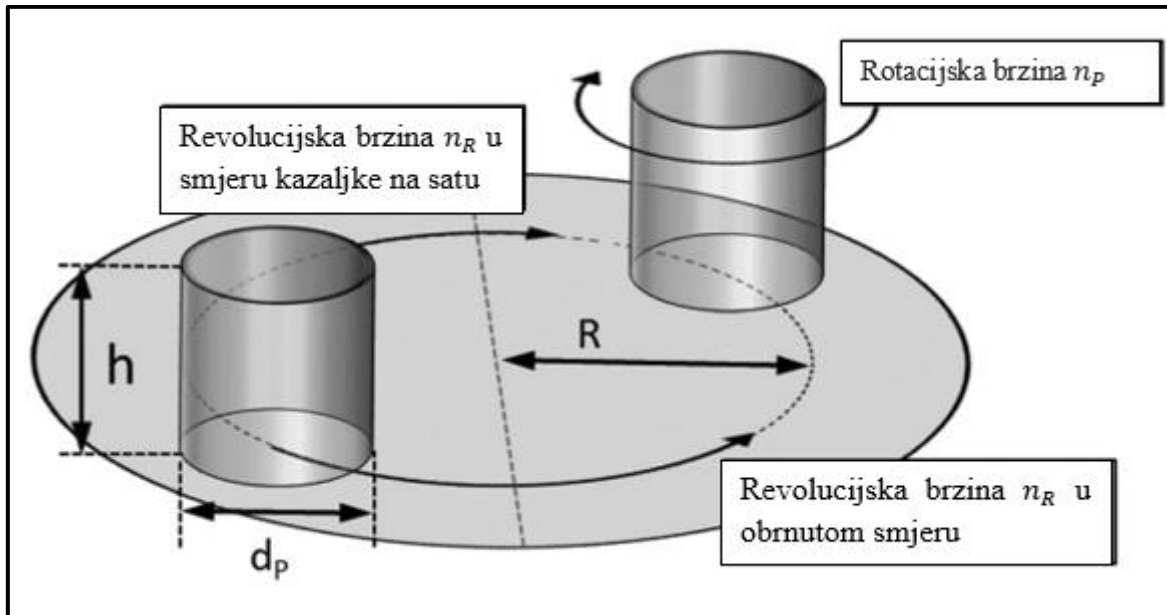 Rotacijska brzina n_P
Revolucijska brzina n_R u
smjeru kazaljke na satu
R
h
Revolucijska brzina n_R u
obrnutom smjeru
d_P